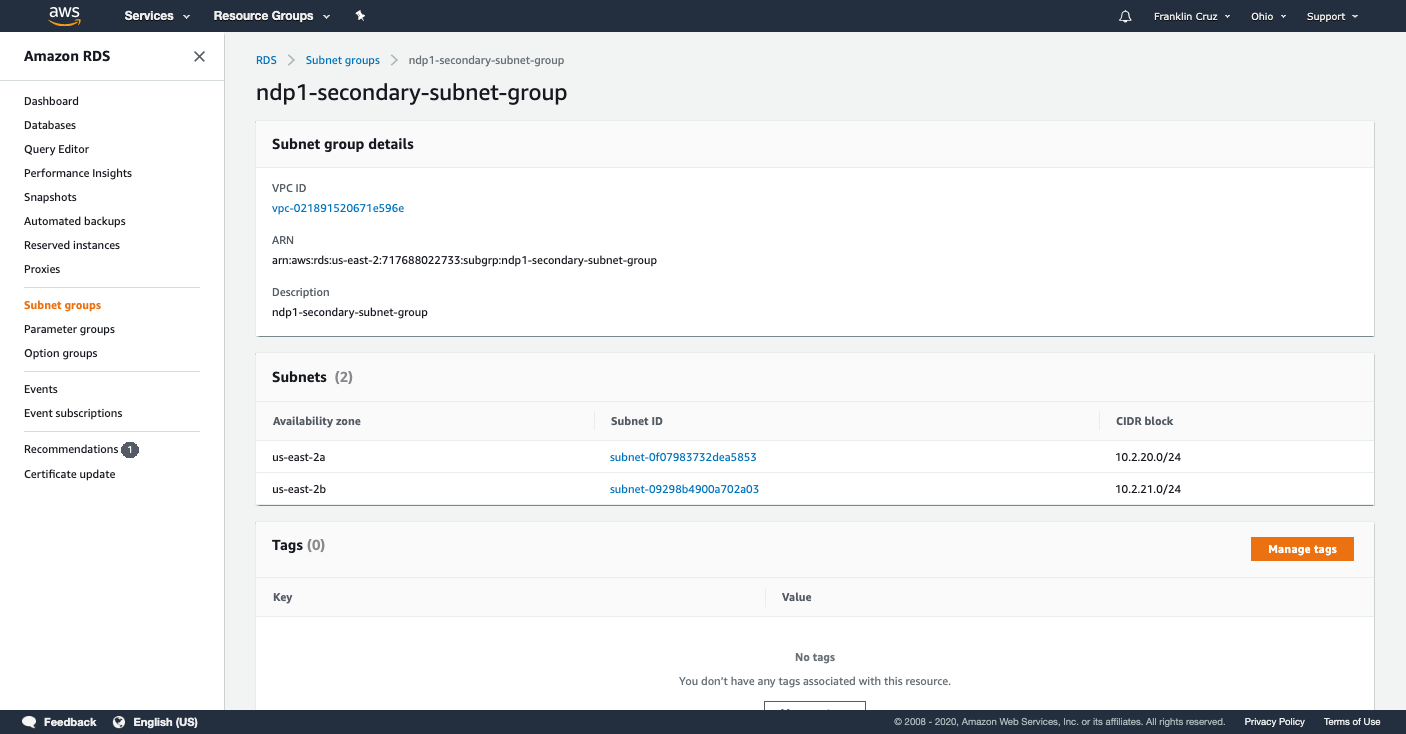 aws Services Resource Groups Franklin Cruz Ohio Support
Amazon RDS
Dashboard
Databases
Query Editor
Performance Insights
Snapshots
Automated backups
Reserved instances
Proxies
Subnet groups
Parameter groups
Option groups
Events
Event subscriptions
Recommendations 1
Certificate update
RDS Subnet groups ndp1-secondary-subnet-group
ndp1-secondary-subnet-group
Subnet group details
VPC ID
vpc-021891520671e596e
ARN
arn:aws:rds:us-east-2:717688022733:subgrp:ndp1-secondary-subnet-group
Description
ndp1-secondary-subnet-group
Subnets (2)
Availability zone Subnet ID CIDR block
us-east-2a subnet-0f07983732dea5853 10.2.20.0/24
us-east-2b subnet-09298b4900a702a03 10.2.21.0/24
Tags (0) Manage tags
Key Value
No tags
You don't have any tags associated with this resource.
Feedback English (US) © 2008 - 2020, Amazon Web Services, Inc. or its affiliates. All rights reserved. Privacy Policy Terms of Use